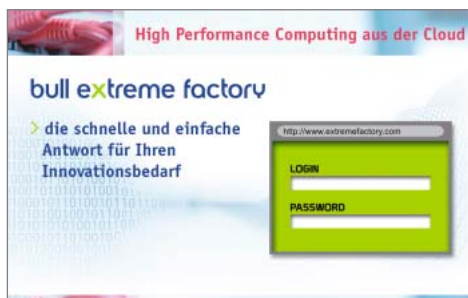 High Performance Computing aus der Cloud
bull extreme factory
> die schnelle und einfache
Antwort für Ihren
Innovationsbedarf
http://www.extremefactory.com
LOGIN
PASSWORD